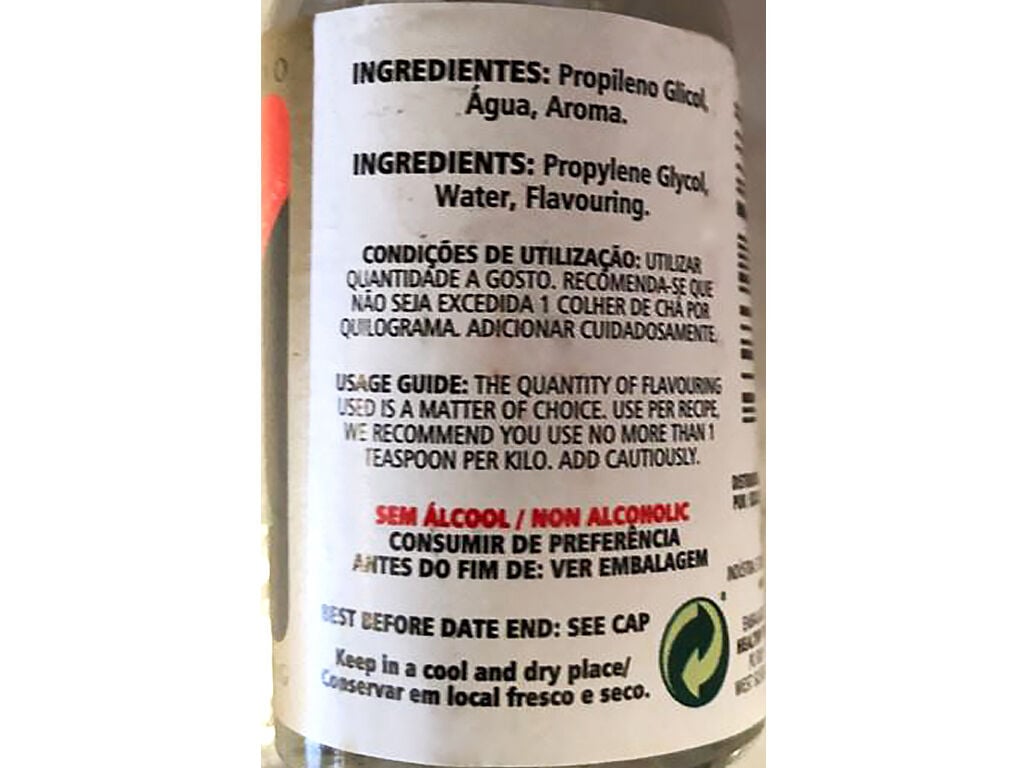 INGREDIENTES: Propileno Glicol,
Água, Aroma.
INGREDIENTS: Propylene Glycol,
Water, Flavouring.
CONDIÇÕES DE UTILIZAÇÃO: UTILIZAR
QUANTIDADE A GOSTO. RECOMENDA-SE QUE
NÃO SEJA EXCEDIDA 1 COLHER DE CHÁ POR
QUILOGRAMA. ADICIONAR CUIDADOSAMENTE.
USAGE GUIDE: THE QUANTITY OF FLAVOURING
USED IS A MATTER OF CHOICE. USE PER RECIPE,
WE RECOMMEND YOU USE NO MORE THAN 1
TEASPOON PER KILO. ADD CAUTIOUSLY.
SEM ÁLCOOL / NON ALCOHOLIC
CONSUMIR DE PREFERÊNCIA
ANTES DO FIM DE: VER EMBALAGEM
BEST BEFORE DATE END: SEE CAP
Keep in a cool and dry place/
Conservar em local fresco e seco.